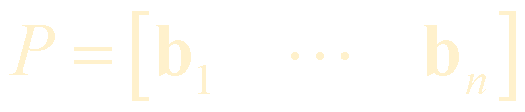 P = [b₁ ⋯ bₙ]